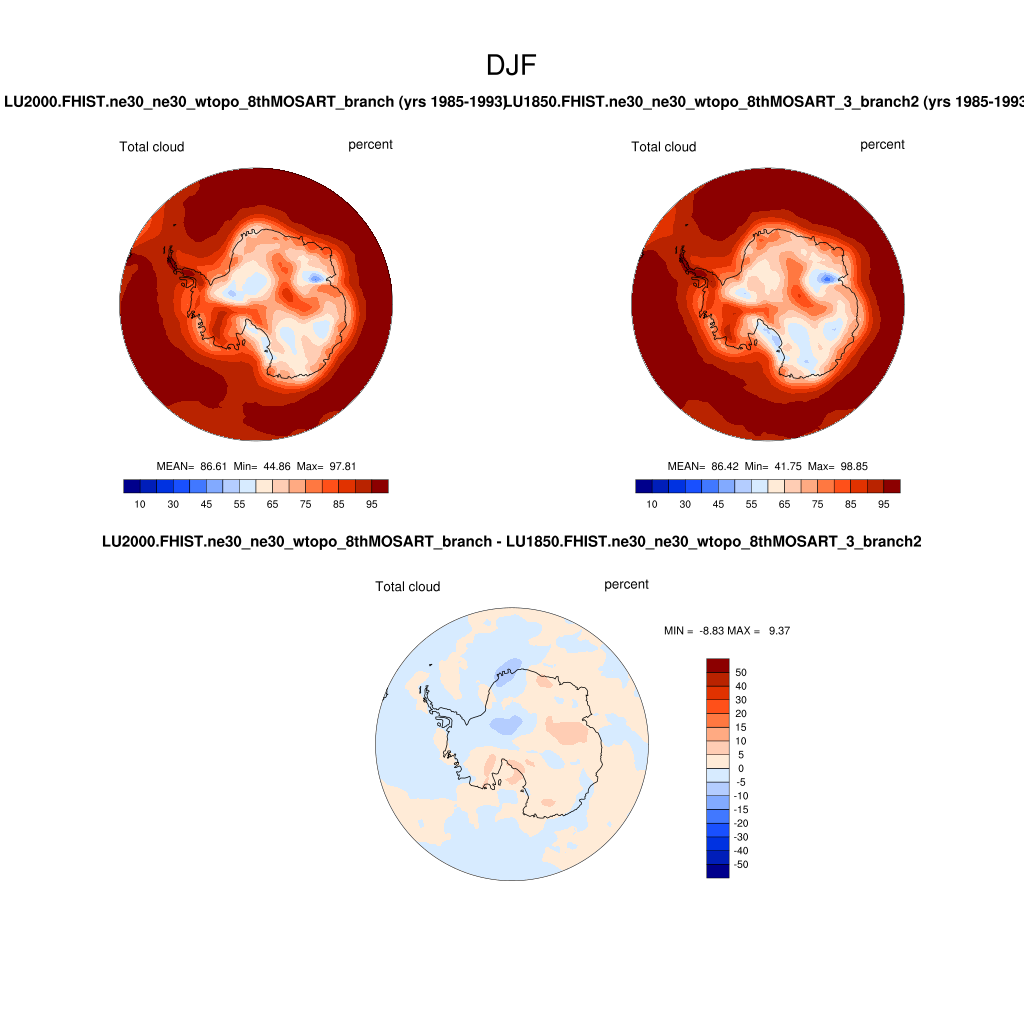 DJF
LU2000.FHIST.ne30_ne30_wtopo_8thMOSART_branch (yrs 1985-1993) LU1850.FHIST.ne30_ne30_wtopo_8thMOSART_3_branch2 (yrs 1985-1993
Total cloud percent Total cloud percent
MEAN= 86.61 Min= 44.86 Max= 97.81 MEAN= 86.42 Min= 41.75 Max= 98.85
10 30 45 55 65 75 85 95 10 30 45 55 65 75 85 95
LU2000.FHIST.ne30_ne30_wtopo_8thMOSART_branch - LU1850.FHIST.ne30_ne30_wtopo_8thMOSART_3_branch2
Total cloud percent
MIN = -8.83 MAX = 9.37
50
40
30
20
15
10
5
0
-5
-10
-15
-20
-30
-40
-50